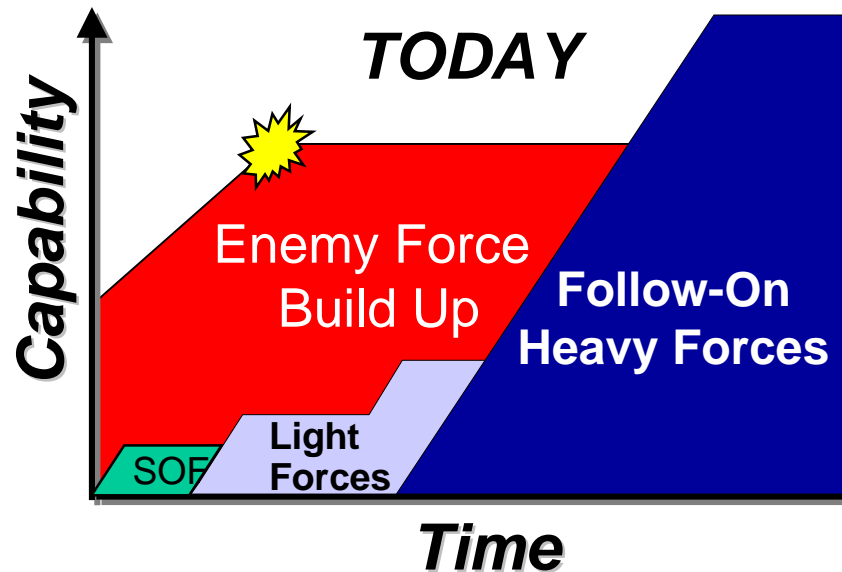 TODAY
Capability
Enemy Force
Build Up
Follow-On
Heavy Forces
Light
Forces
SOF
Time